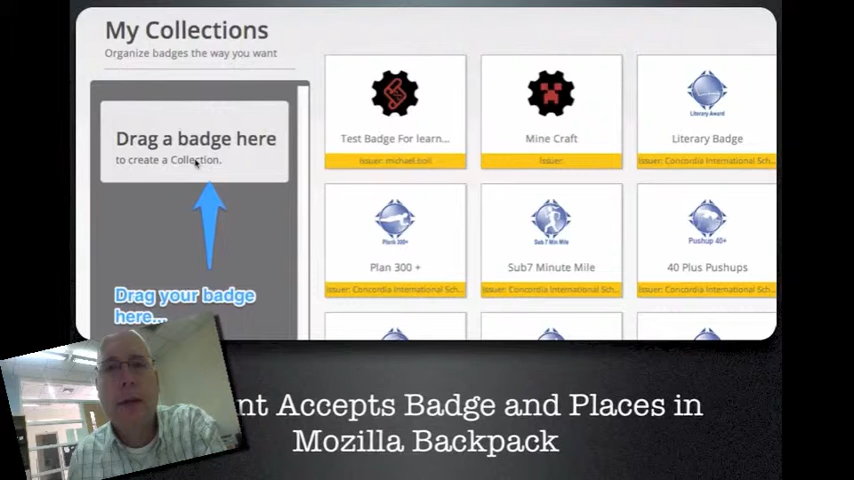 My Collections
Organize badges the way you want
Drag a badge here
to create a Collection.
Drag your badge
here...
Test Badge For learn...
Issuer: michael.boll
Mine Craft
Issuer:
Literary Award
Literary Badge
Issuer: Concordia International Sch...
Plank 300+
Plan 300 +
Issuer: Concordia International Sch...
Sub 7 Min Mile
Sub7 Minute Mile
Issuer: Concordia International Sch...
Pushup 40+
40 Plus Pushups
Issuer: Concordia International Sch...
nt Accepts Badge and Places in
Mozilla Backpack